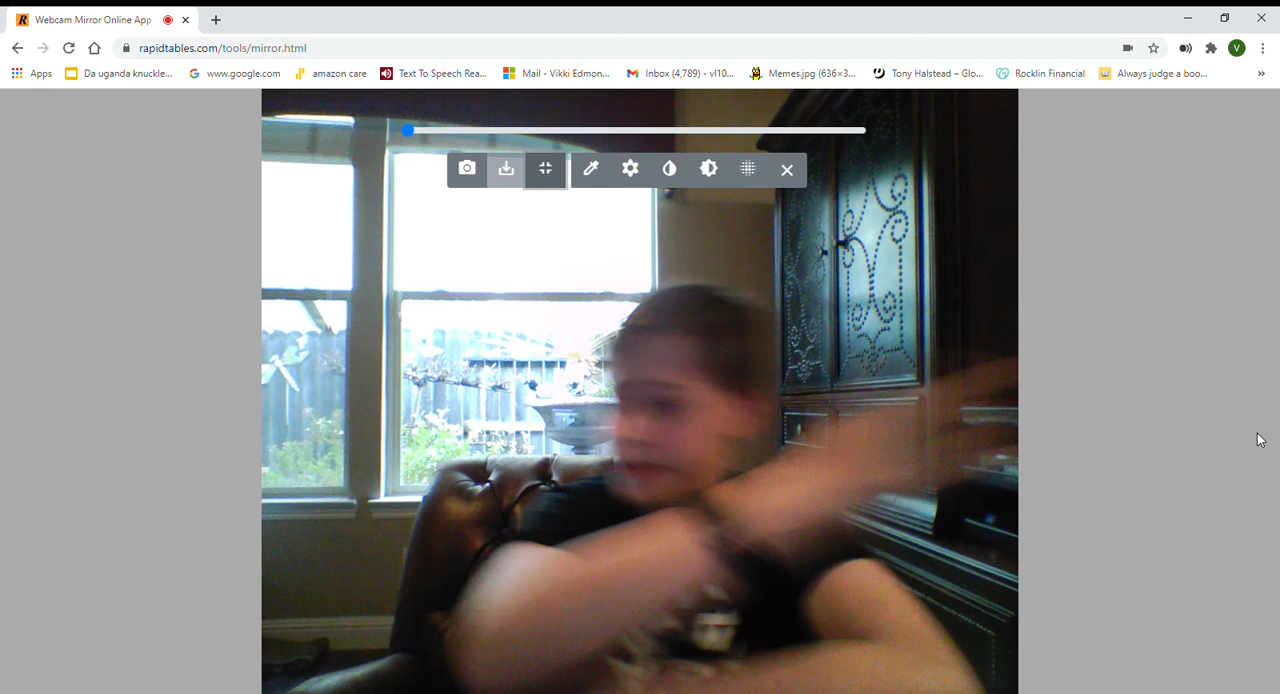 Webcam Mirror Online App
rapidtables.com/tools/mirror.html
V
Apps
Da uganda knuckle...
www.google.com
amazon care
Text To Speech Rea...
Mail - Vikki Edmon...
Inbox (4,789) - vl10...
Memes.jpg (636×3...
Tony Halstead – Glo...
Rocklin Financial
Always judge a boo...
»